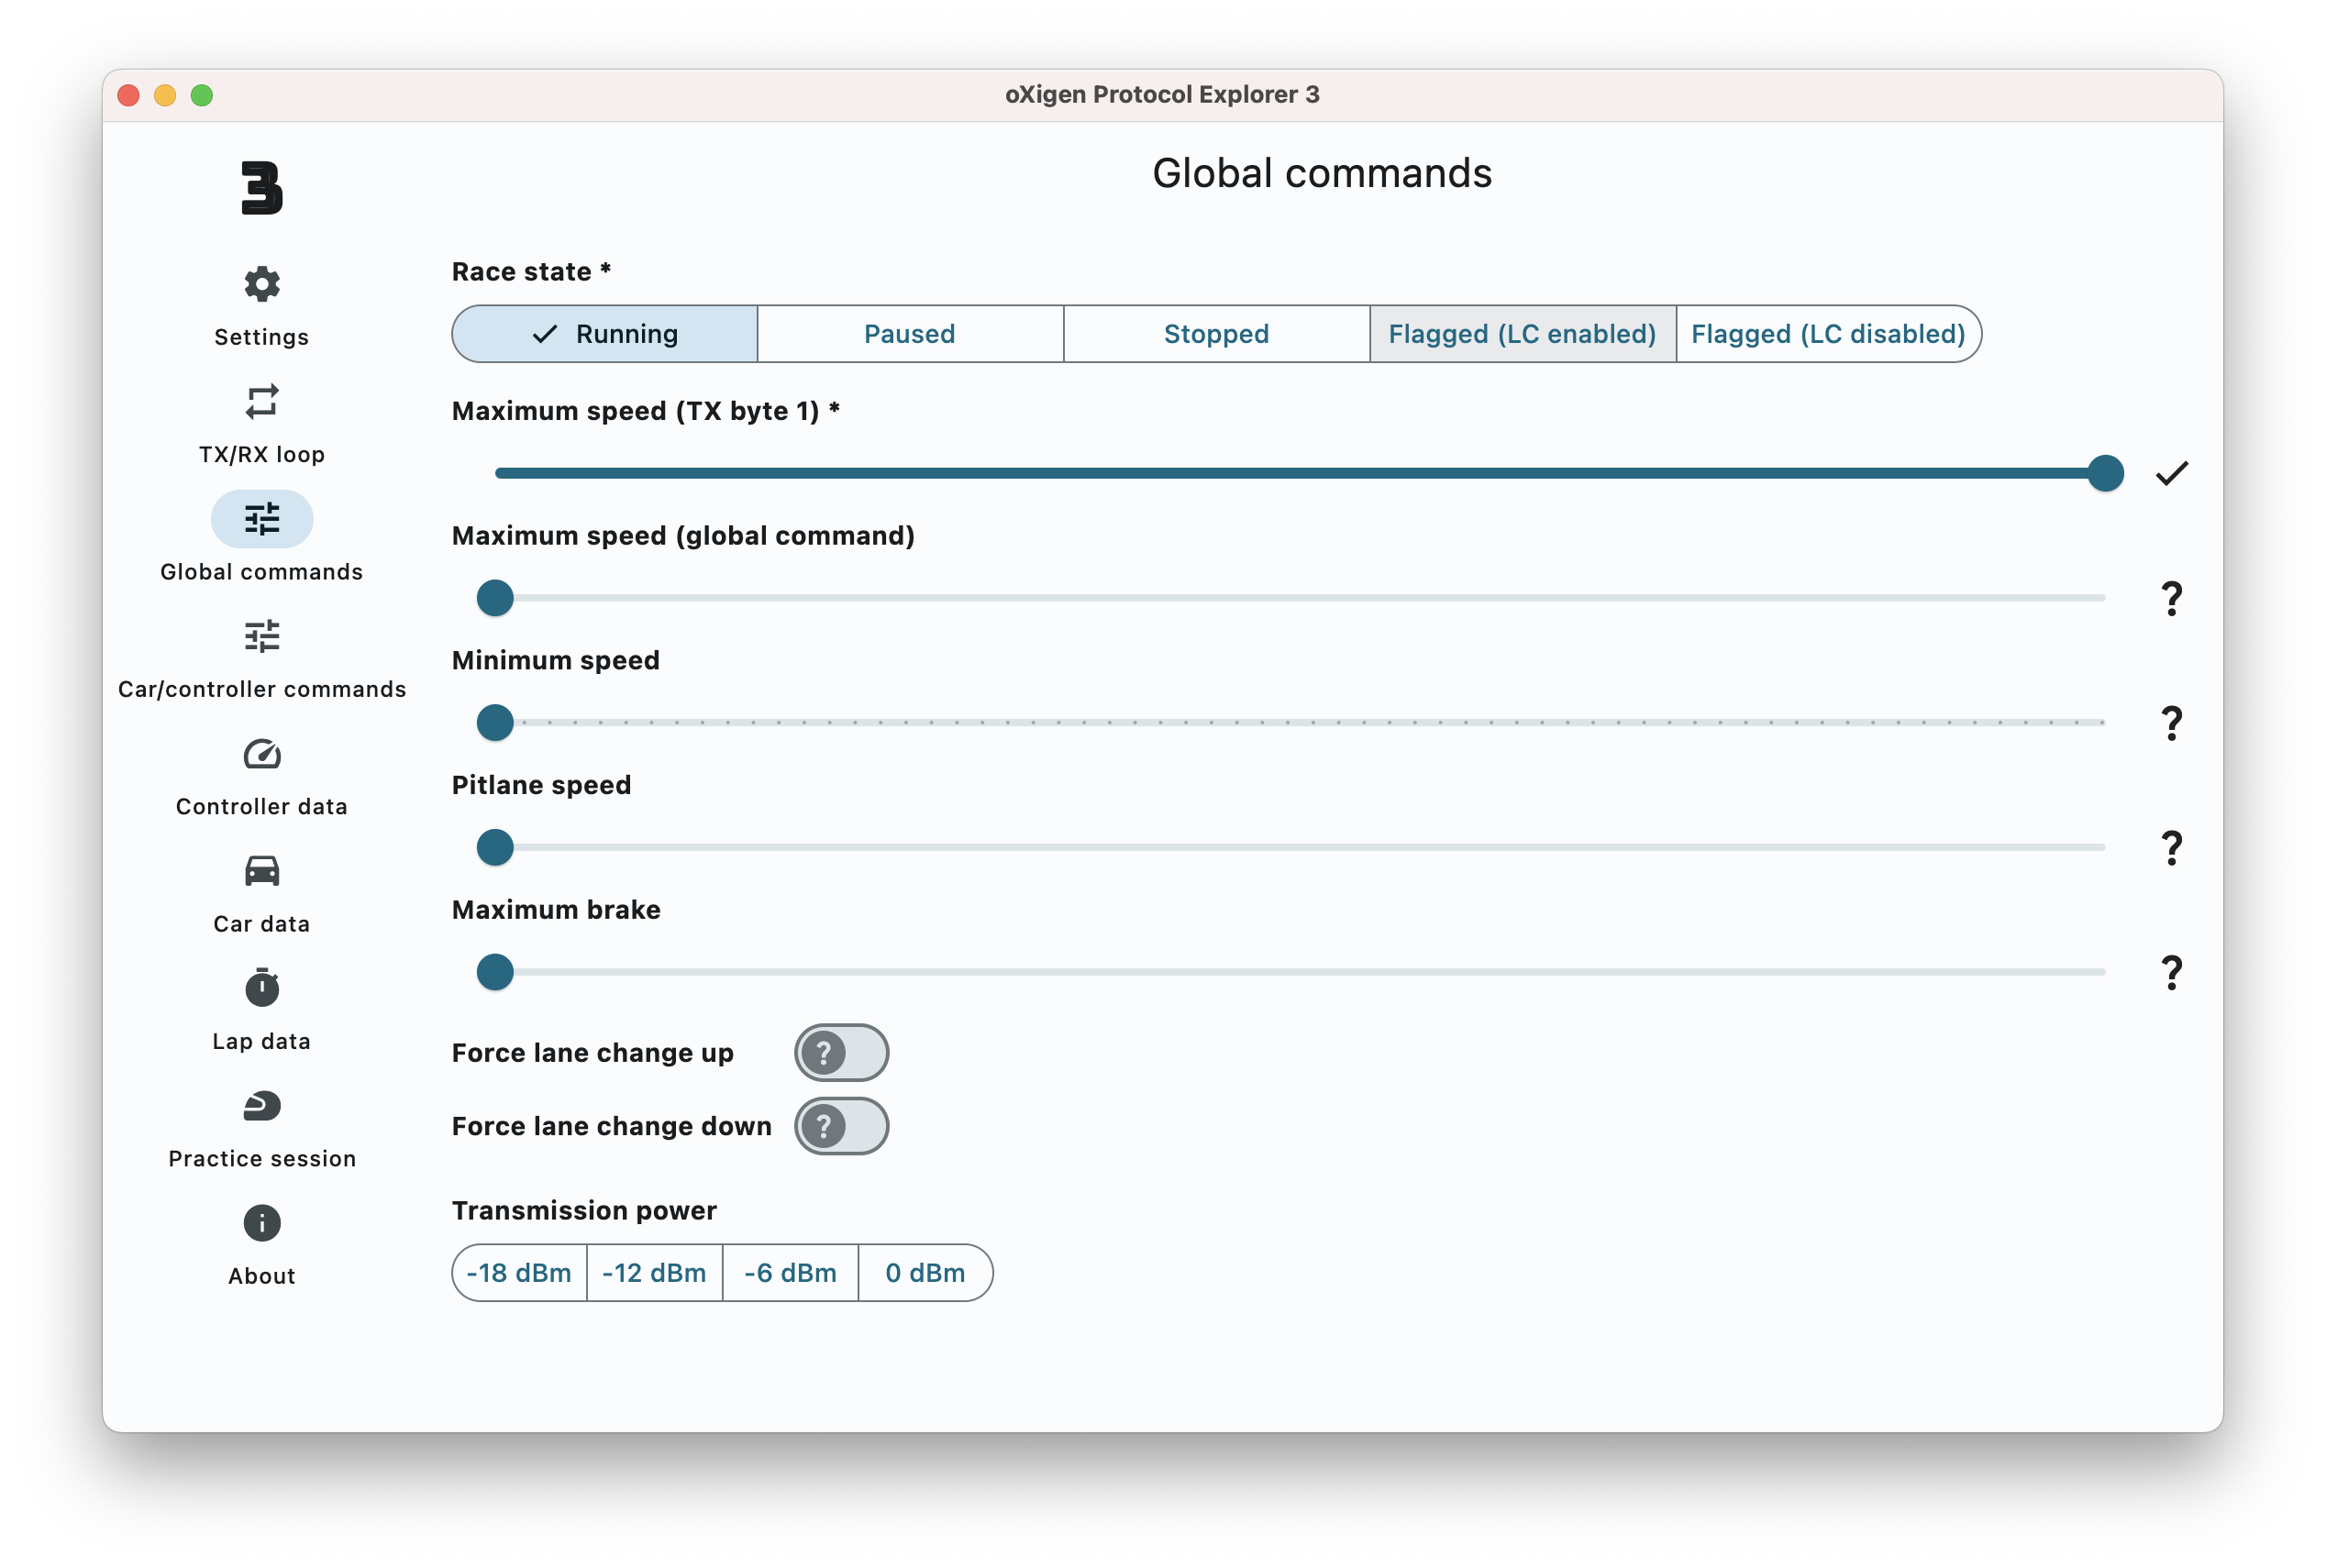 oXigen Protocol Explorer 3
3
Settings
TX/RX loop
Global commands
Car/controller commands
Controller data
Car data
Lap data
Practice session
About
Global commands
Race state *
Running
Paused
Stopped
Flagged (LC enabled)
Flagged (LC disabled)
Maximum speed (TX byte 1) *
Maximum speed (global command)
?
Minimum speed
?
Pitlane speed
?
Maximum brake
?
Force lane change up
?
Force lane change down
?
Transmission power
-18 dBm
-12 dBm
-6 dBm
0 dBm